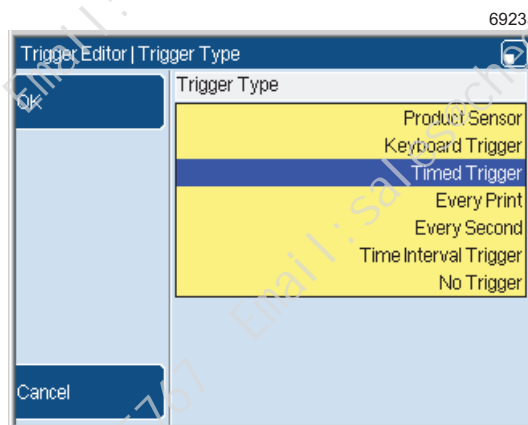 6923
Trigger Editor | Trigger Type
OK
Trigger Type
Product Sensor
Keyboard Trigger
Timed Trigger
Every Print
Every Second
Time Interval Trigger
No Trigger
Cancel